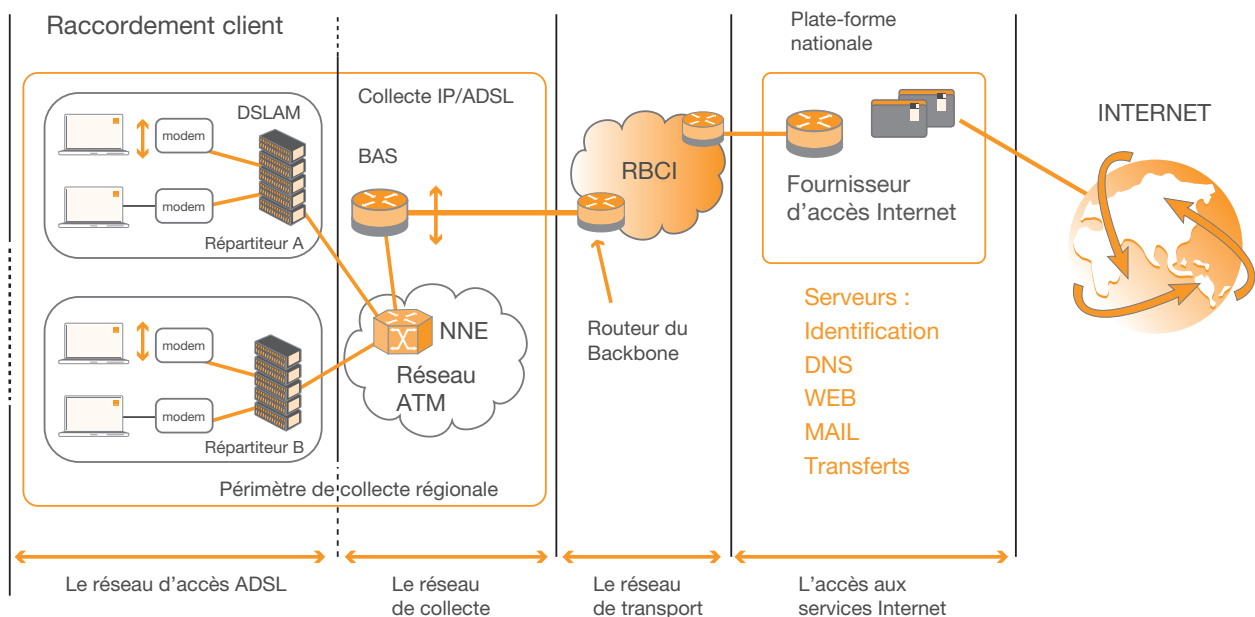 Raccordement client
Plate-forme
nationale
DSLAM
modem
modem
Répartiteur A
modem
modem
Répartiteur B
Périmètre de collecte régionale
Collecte IP/ADSL
BAS
NNE
Réseau
ATM
RBCI
Routeur du
Backbone
Fournisseur
d'accès Internet
Serveurs :
Identification
DNS
WEB
MAIL
Transferts
INTERNET
Le réseau d'accès ADSL
Le réseau
de collecte
Le réseau
de transport
L'accès aux
services Internet